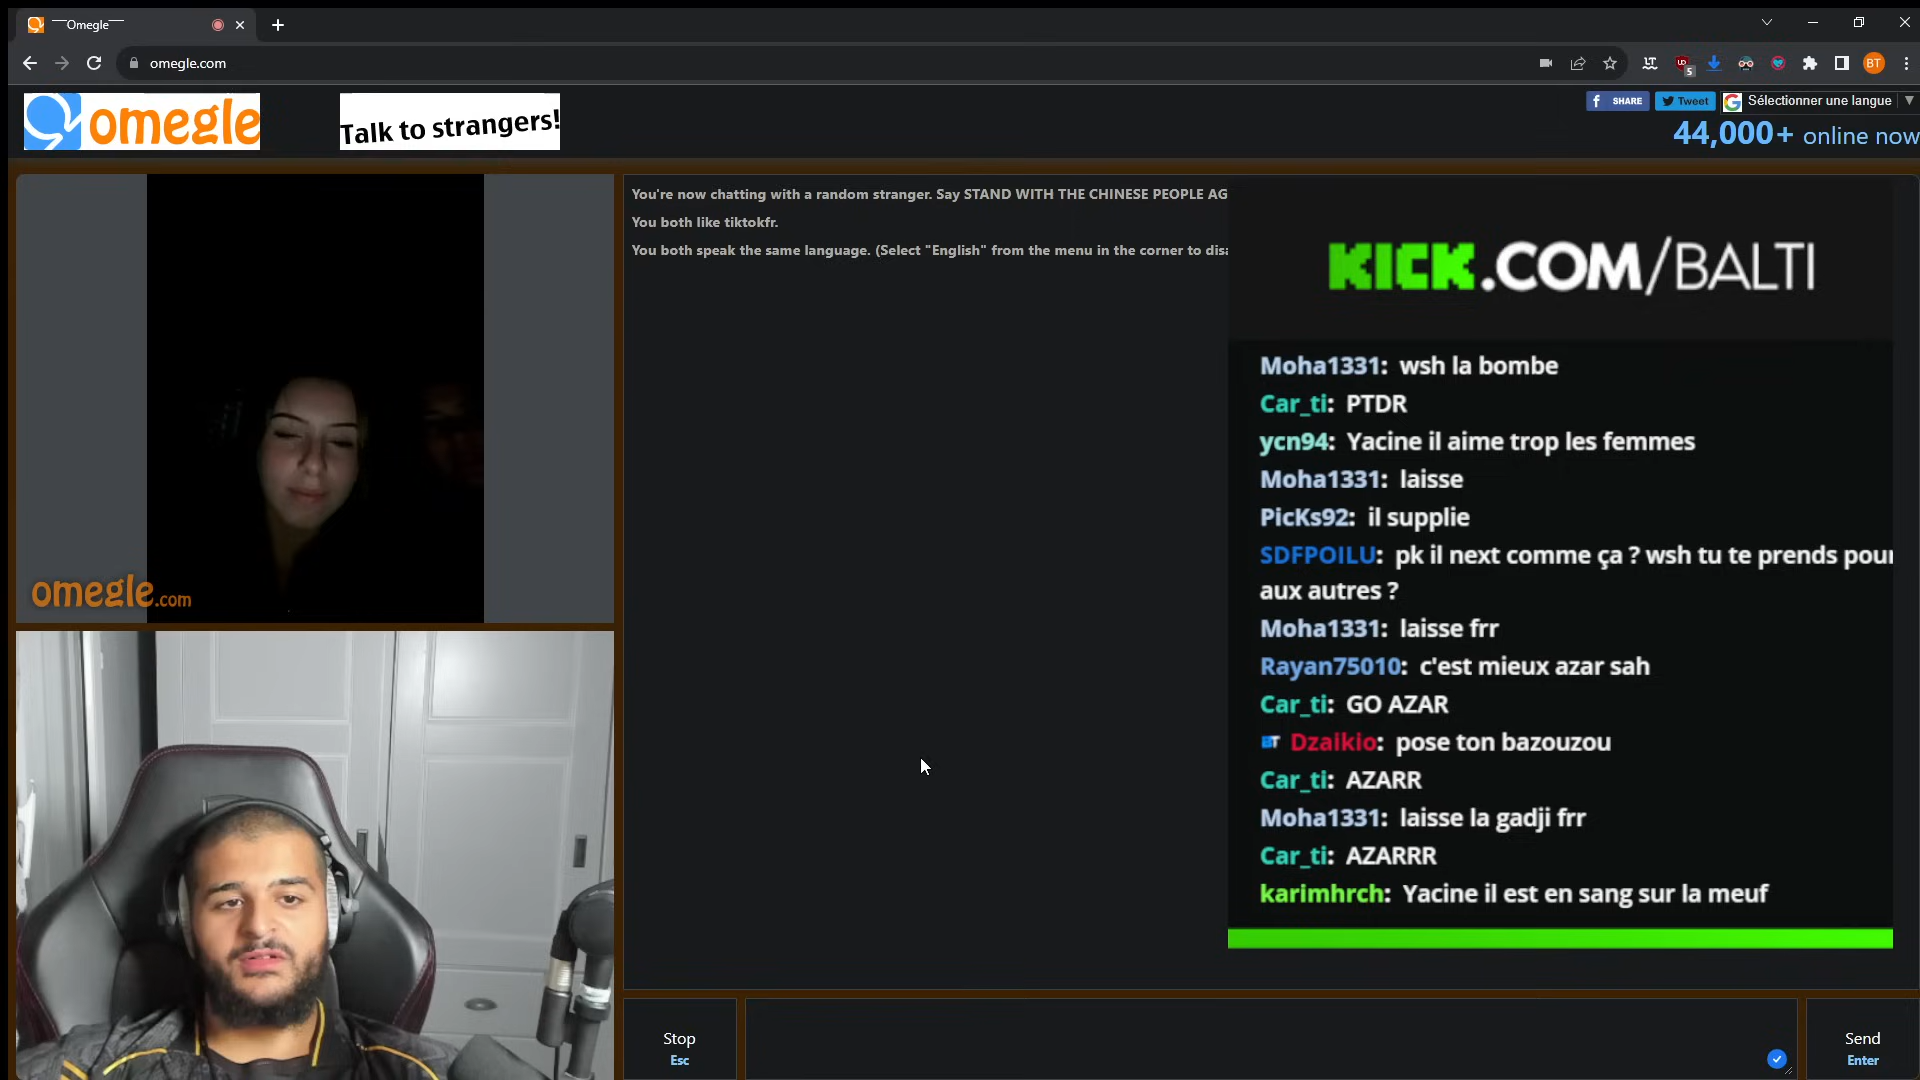 Omegle
omegle.com
5
BT
omegle
Talk to strangers!
f SHARE
Tweet
G Sélectionner une langue ▼
44,000+ online now
You're now chatting with a random stranger. Say STAND WITH THE CHINESE PEOPLE AG
You both like tiktokfr.
You both speak the same language. (Select "English" from the menu in the corner to disa
omegle.com
KICK.COM/BALTI
Moha1331: wsh la bombe
Car_ti: PTDR
ycn94: Yacine il aime trop les femmes
Moha1331: laisse
PicKs92: il supplie
SDFPOILU: pk il next comme ça ? wsh tu te prends pour
aux autres ?
Moha1331: laisse frr
Rayan75010: c'est mieux azar sah
Car_ti: GO AZAR
BT Dzaikio: pose ton bazouzou
Car_ti: AZARR
Moha1331: laisse la gadji frr
Car_ti: AZARRR
karimhrch: Yacine il est en sang sur la meuf
Stop
Esc
Send
Enter